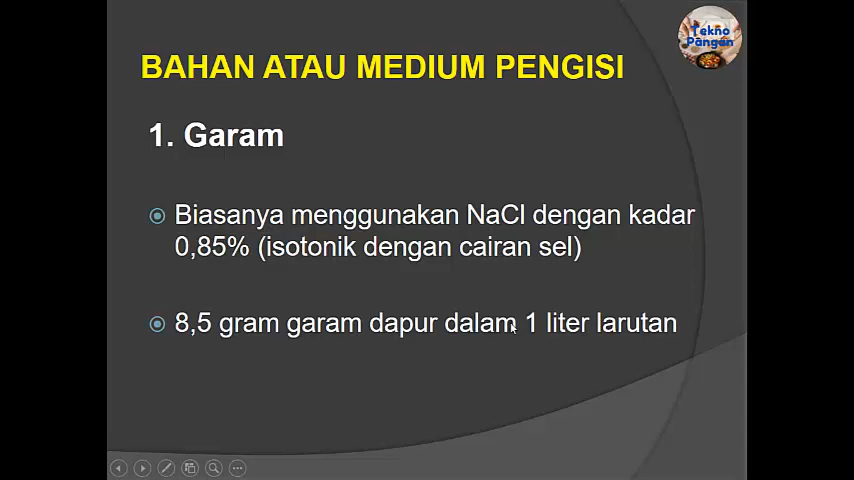 Tekno
Pangan
BAHAN ATAU MEDIUM PENGISI
1. Garam
Biasanya menggunakan NaCl dengan kadar
0,85% (isotonik dengan cairan sel)
8,5 gram garam dapur dalam 1 liter larutan